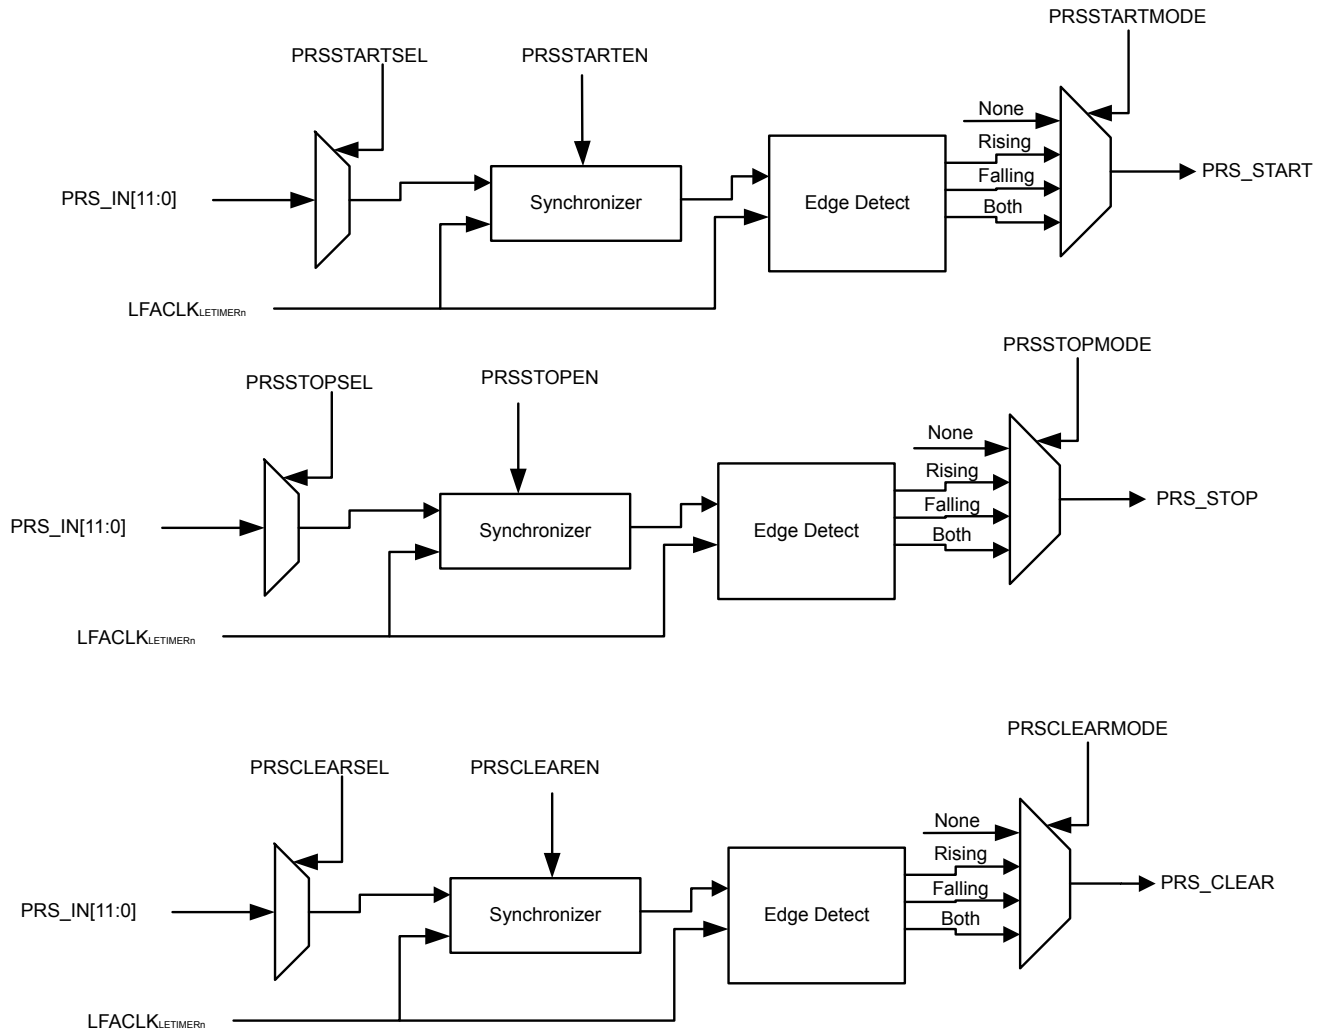 PRSSTARTMODE
PRSSTARTSEL
PRSSTARTEN
None
Rising
Falling
Both
PRS_IN[11:0]
Synchronizer
Edge Detect
PRS_START
LFACLKLETIMERn
PRSSTOPMODE
PRSSTOPSEL
PRSSTOPEN
None
Rising
Falling
Both
PRS_IN[11:0]
Synchronizer
Edge Detect
PRS_STOP
LFACLKLETIMERn
PRSCLEARMODE
PRSCLEARSEL
PRSCLEAREN
None
Rising
Falling
Both
PRS_IN[11:0]
Synchronizer
Edge Detect
PRS_CLEAR
LFACLKLETIMERn